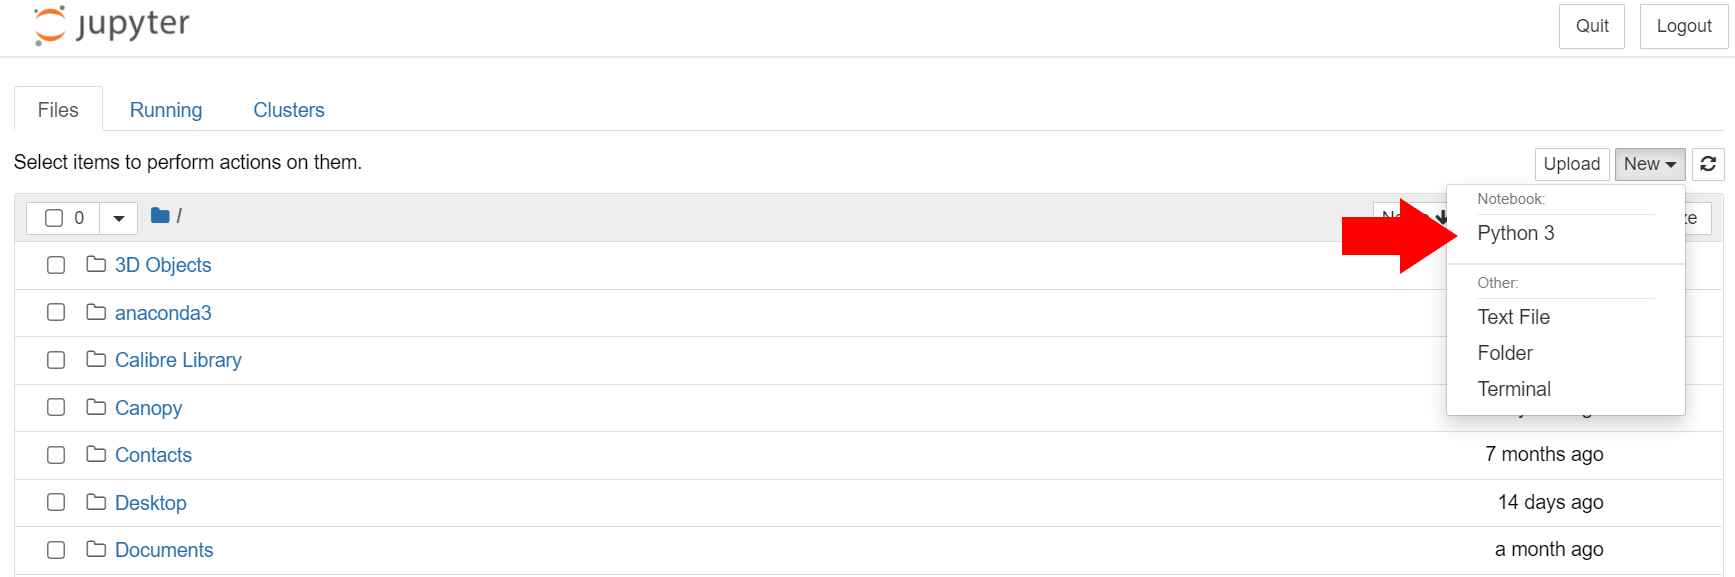 jupyter
Quit
Logout
Files
Running
Clusters
Select items to perform actions on them.
Upload
New
0
/
Notebook:
Python 3
Other:
Text File
Folder
Terminal
3D Objects
anaconda3
Calibre Library
Canopy
Contacts
7 months ago
Desktop
14 days ago
Documents
a month ago